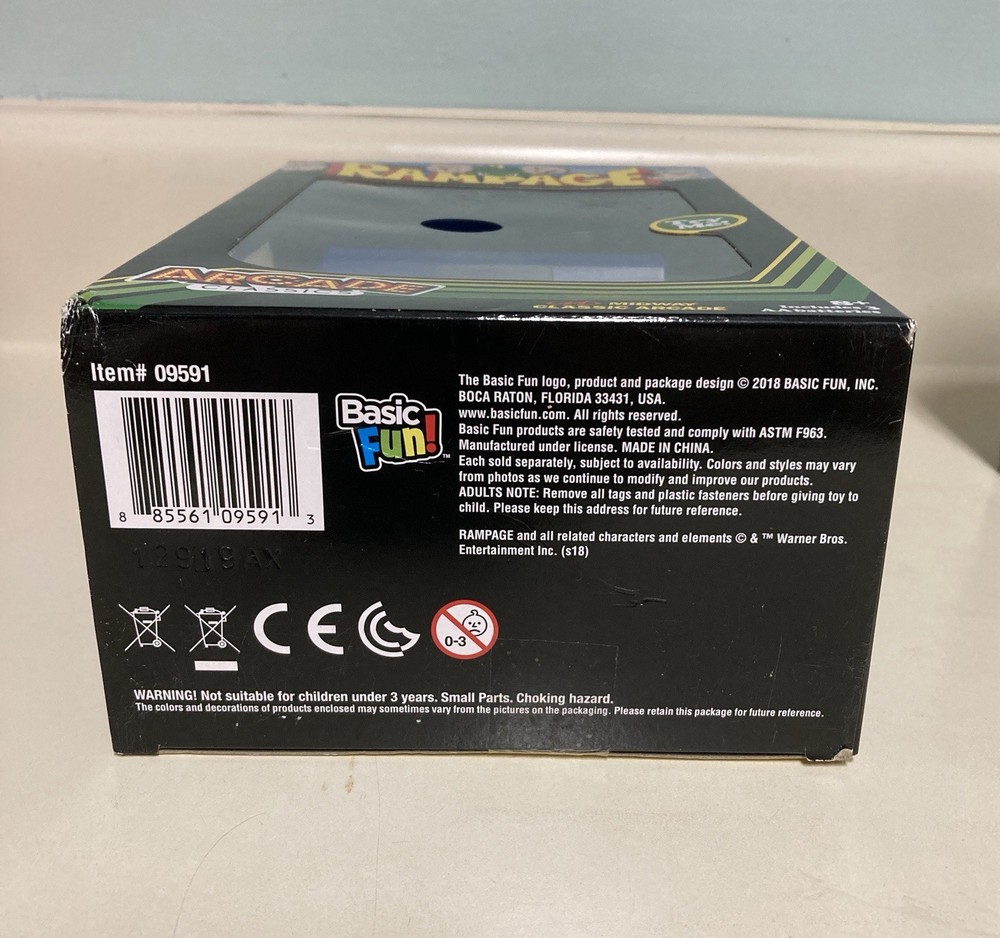 RAMPAGE
Try Me!
ARCADE
CLASSICS
MIDWAY
CLASSIC ARCADE
8+
AA batteries
Item# 09591
8 85561 09591 3
12919AX
Basic
Fun!™
The Basic Fun logo, product and package design © 2018 BASIC FUN, INC.
BOCA RATON, FLORIDA 33431, USA.
www.basicfun.com. All rights reserved.
Basic Fun products are safety tested and comply with ASTM F963.
Manufactured under license. MADE IN CHINA.
Each sold separately, subject to availability. Colors and styles may vary
from photos as we continue to modify and improve our products.
ADULTS NOTE: Remove all tags and plastic fasteners before giving toy to
child. Please keep this address for future reference.
RAMPAGE and all related characters and elements © & ™ Warner Bros.
Entertainment Inc. (s18)
CE
0-3
WARNING! Not suitable for children under 3 years. Small Parts. Choking hazard.
The colors and decorations of products enclosed may sometimes vary from the pictures on the packaging. Please retain this package for future reference.